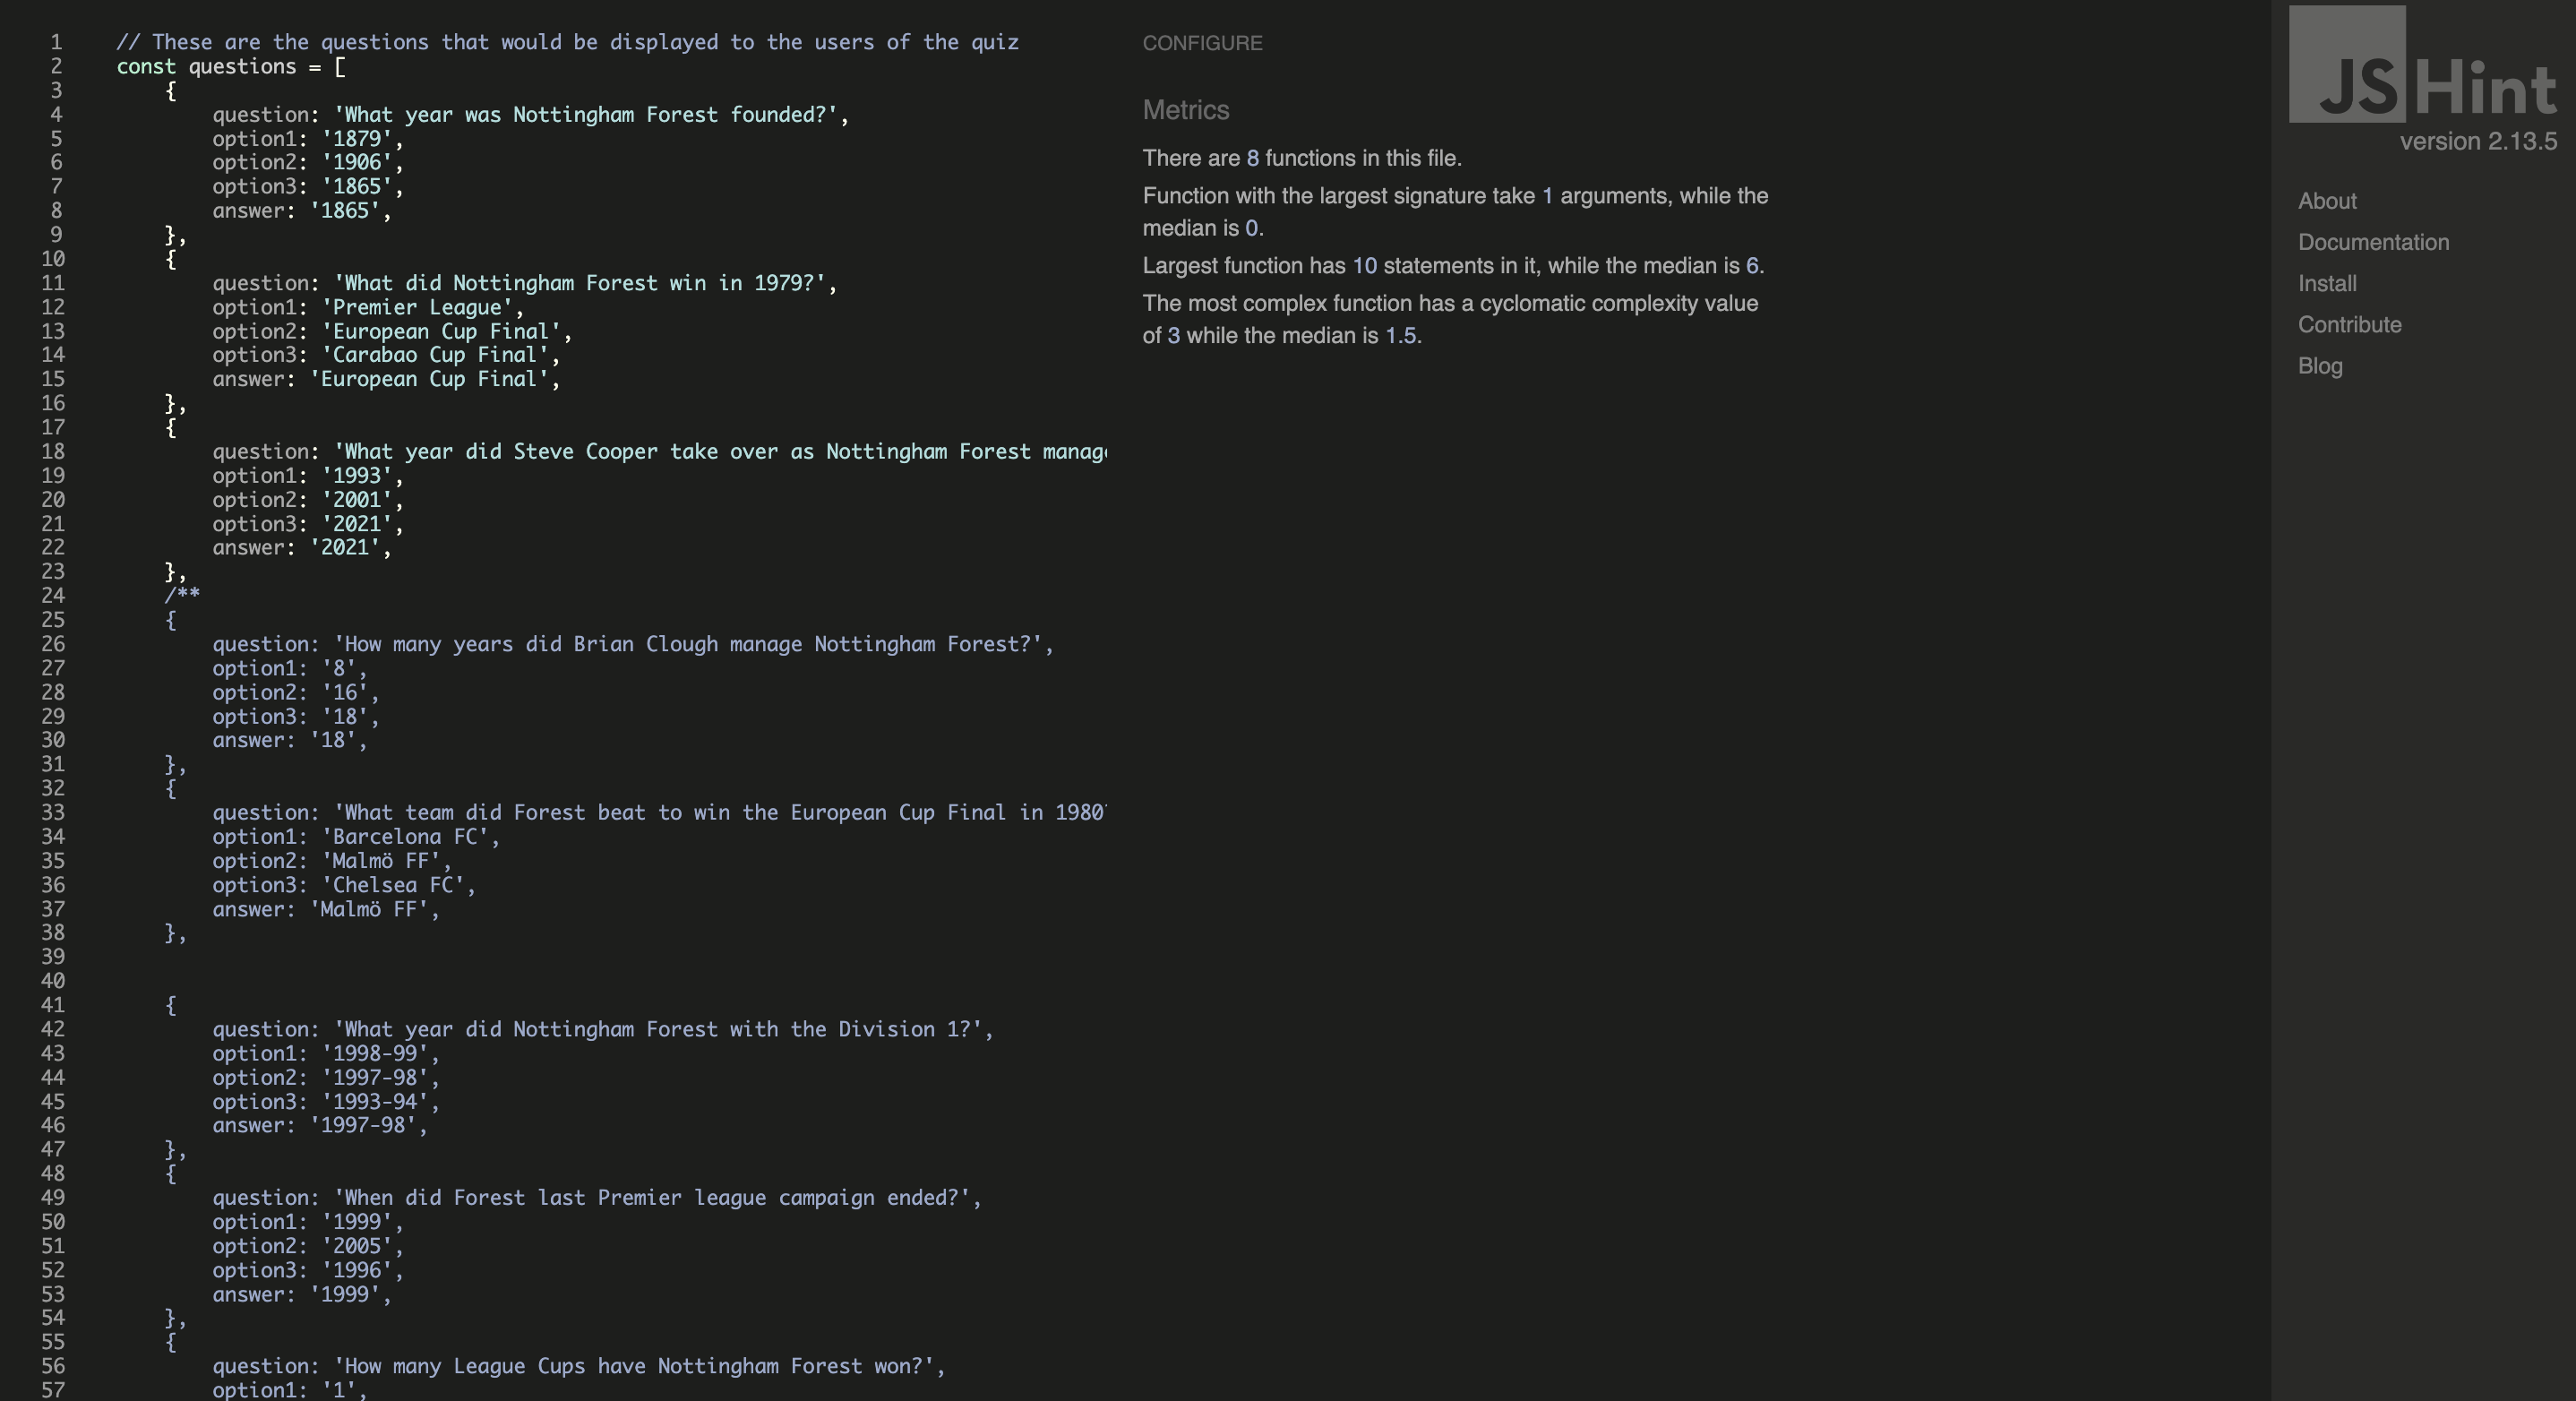 1 // These are the questions that would be displayed to the users of the quiz
2 const questions = [
3 {
4 question: 'What year was Nottingham Forest founded?',
5 option1: '1879',
6 option2: '1906',
7 option3: '1865',
8 answer: '1865',
9 },
10 {
11 question: 'What did Nottingham Forest win in 1979?',
12 option1: 'Premier League',
13 option2: 'European Cup Final',
14 option3: 'Carabao Cup Final',
15 answer: 'European Cup Final',
16 },
17 {
18 question: 'What year did Steve Cooper take over as Nottingham Forest manag
19 option1: '1993',
20 option2: '2001',
21 option3: '2021',
22 answer: '2021',
23 },
24 /**
25 {
26 question: 'How many years did Brian Clough manage Nottingham Forest?',
27 option1: '8',
28 option2: '16',
29 option3: '18',
30 answer: '18',
31 },
32 {
33 question: 'What team did Forest beat to win the European Cup Final in 1980
34 option1: 'Barcelona FC',
35 option2: 'Malmö FF',
36 option3: 'Chelsea FC',
37 answer: 'Malmö FF',
38 },
39
40
41 {
42 question: 'What year did Nottingham Forest with the Division 1?',
43 option1: '1998-99',
44 option2: '1997-98',
45 option3: '1993-94',
46 answer: '1997-98',
47 },
48 {
49 question: 'When did Forest last Premier league campaign ended?',
50 option1: '1999',
51 option2: '2005',
52 option3: '1996',
53 answer: '1999',
54 },
55 {
56 question: 'How many League Cups have Nottingham Forest won?',
57 option1: '1',
CONFIGURE
Metrics
There are 8 functions in this file.
Function with the largest signature take 1 arguments, while the
median is 0.
Largest function has 10 statements in it, while the median is 6.
The most complex function has a cyclomatic complexity value
of 3 while the median is 1.5.
JSHint
version 2.13.5
About
Documentation
Install
Contribute
Blog